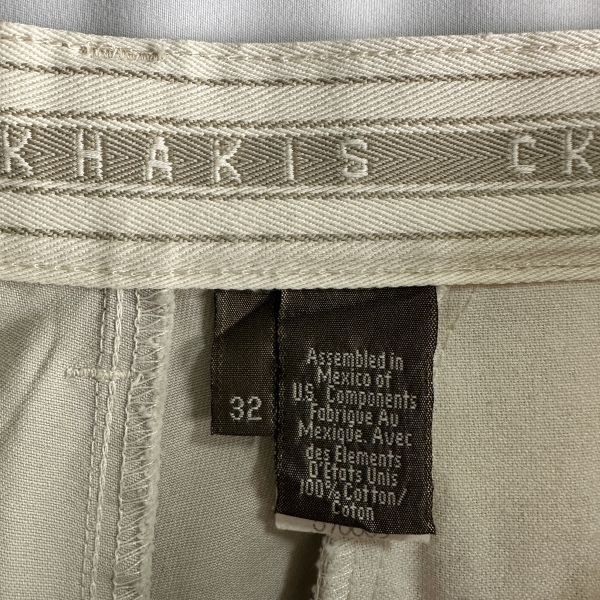 KHAKIS CK
32
Assembled in
Mexico of
U.S. Components
Fabrique Au
Mexique. Avec
des Elements
D'Etats Unis
100% Cotton/
Coton